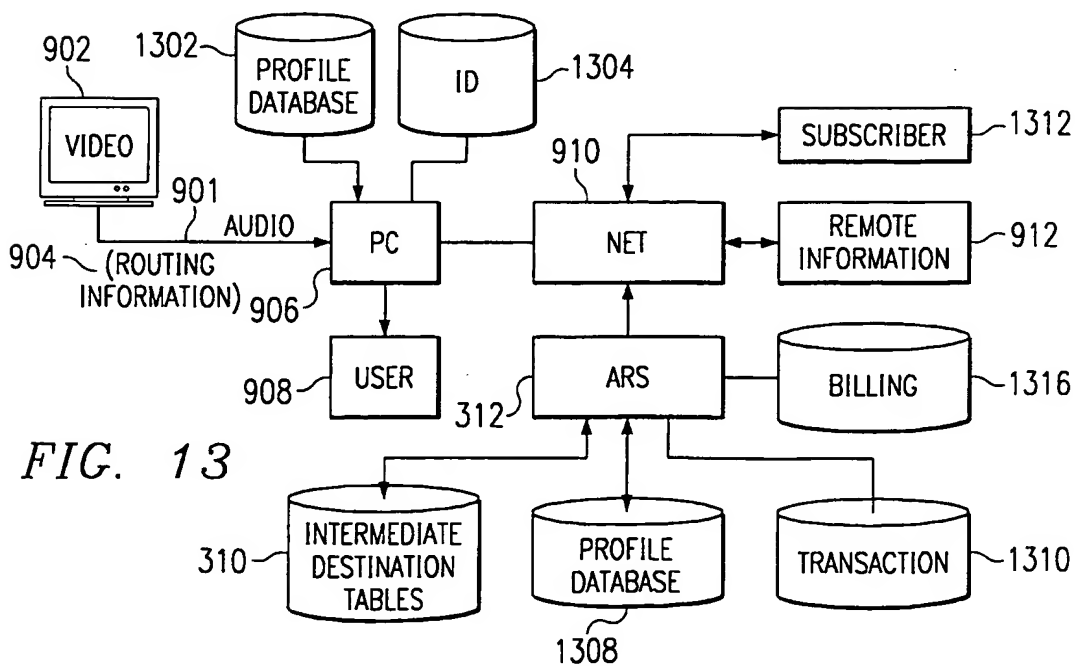 902
VIDEO
1302
PROFILE
DATABASE
ID
1304
901
AUDIO
904
(ROUTING
INFORMATION)
PC
906
USER
908
910
NET
SUBSCRIBER
1312
REMOTE
INFORMATION
912
ARS
312
BILLING
1316
FIG. 13
310
INTERMEDIATE
DESTINATION
TABLES
PROFILE
DATABASE
1308
TRANSACTION
1310